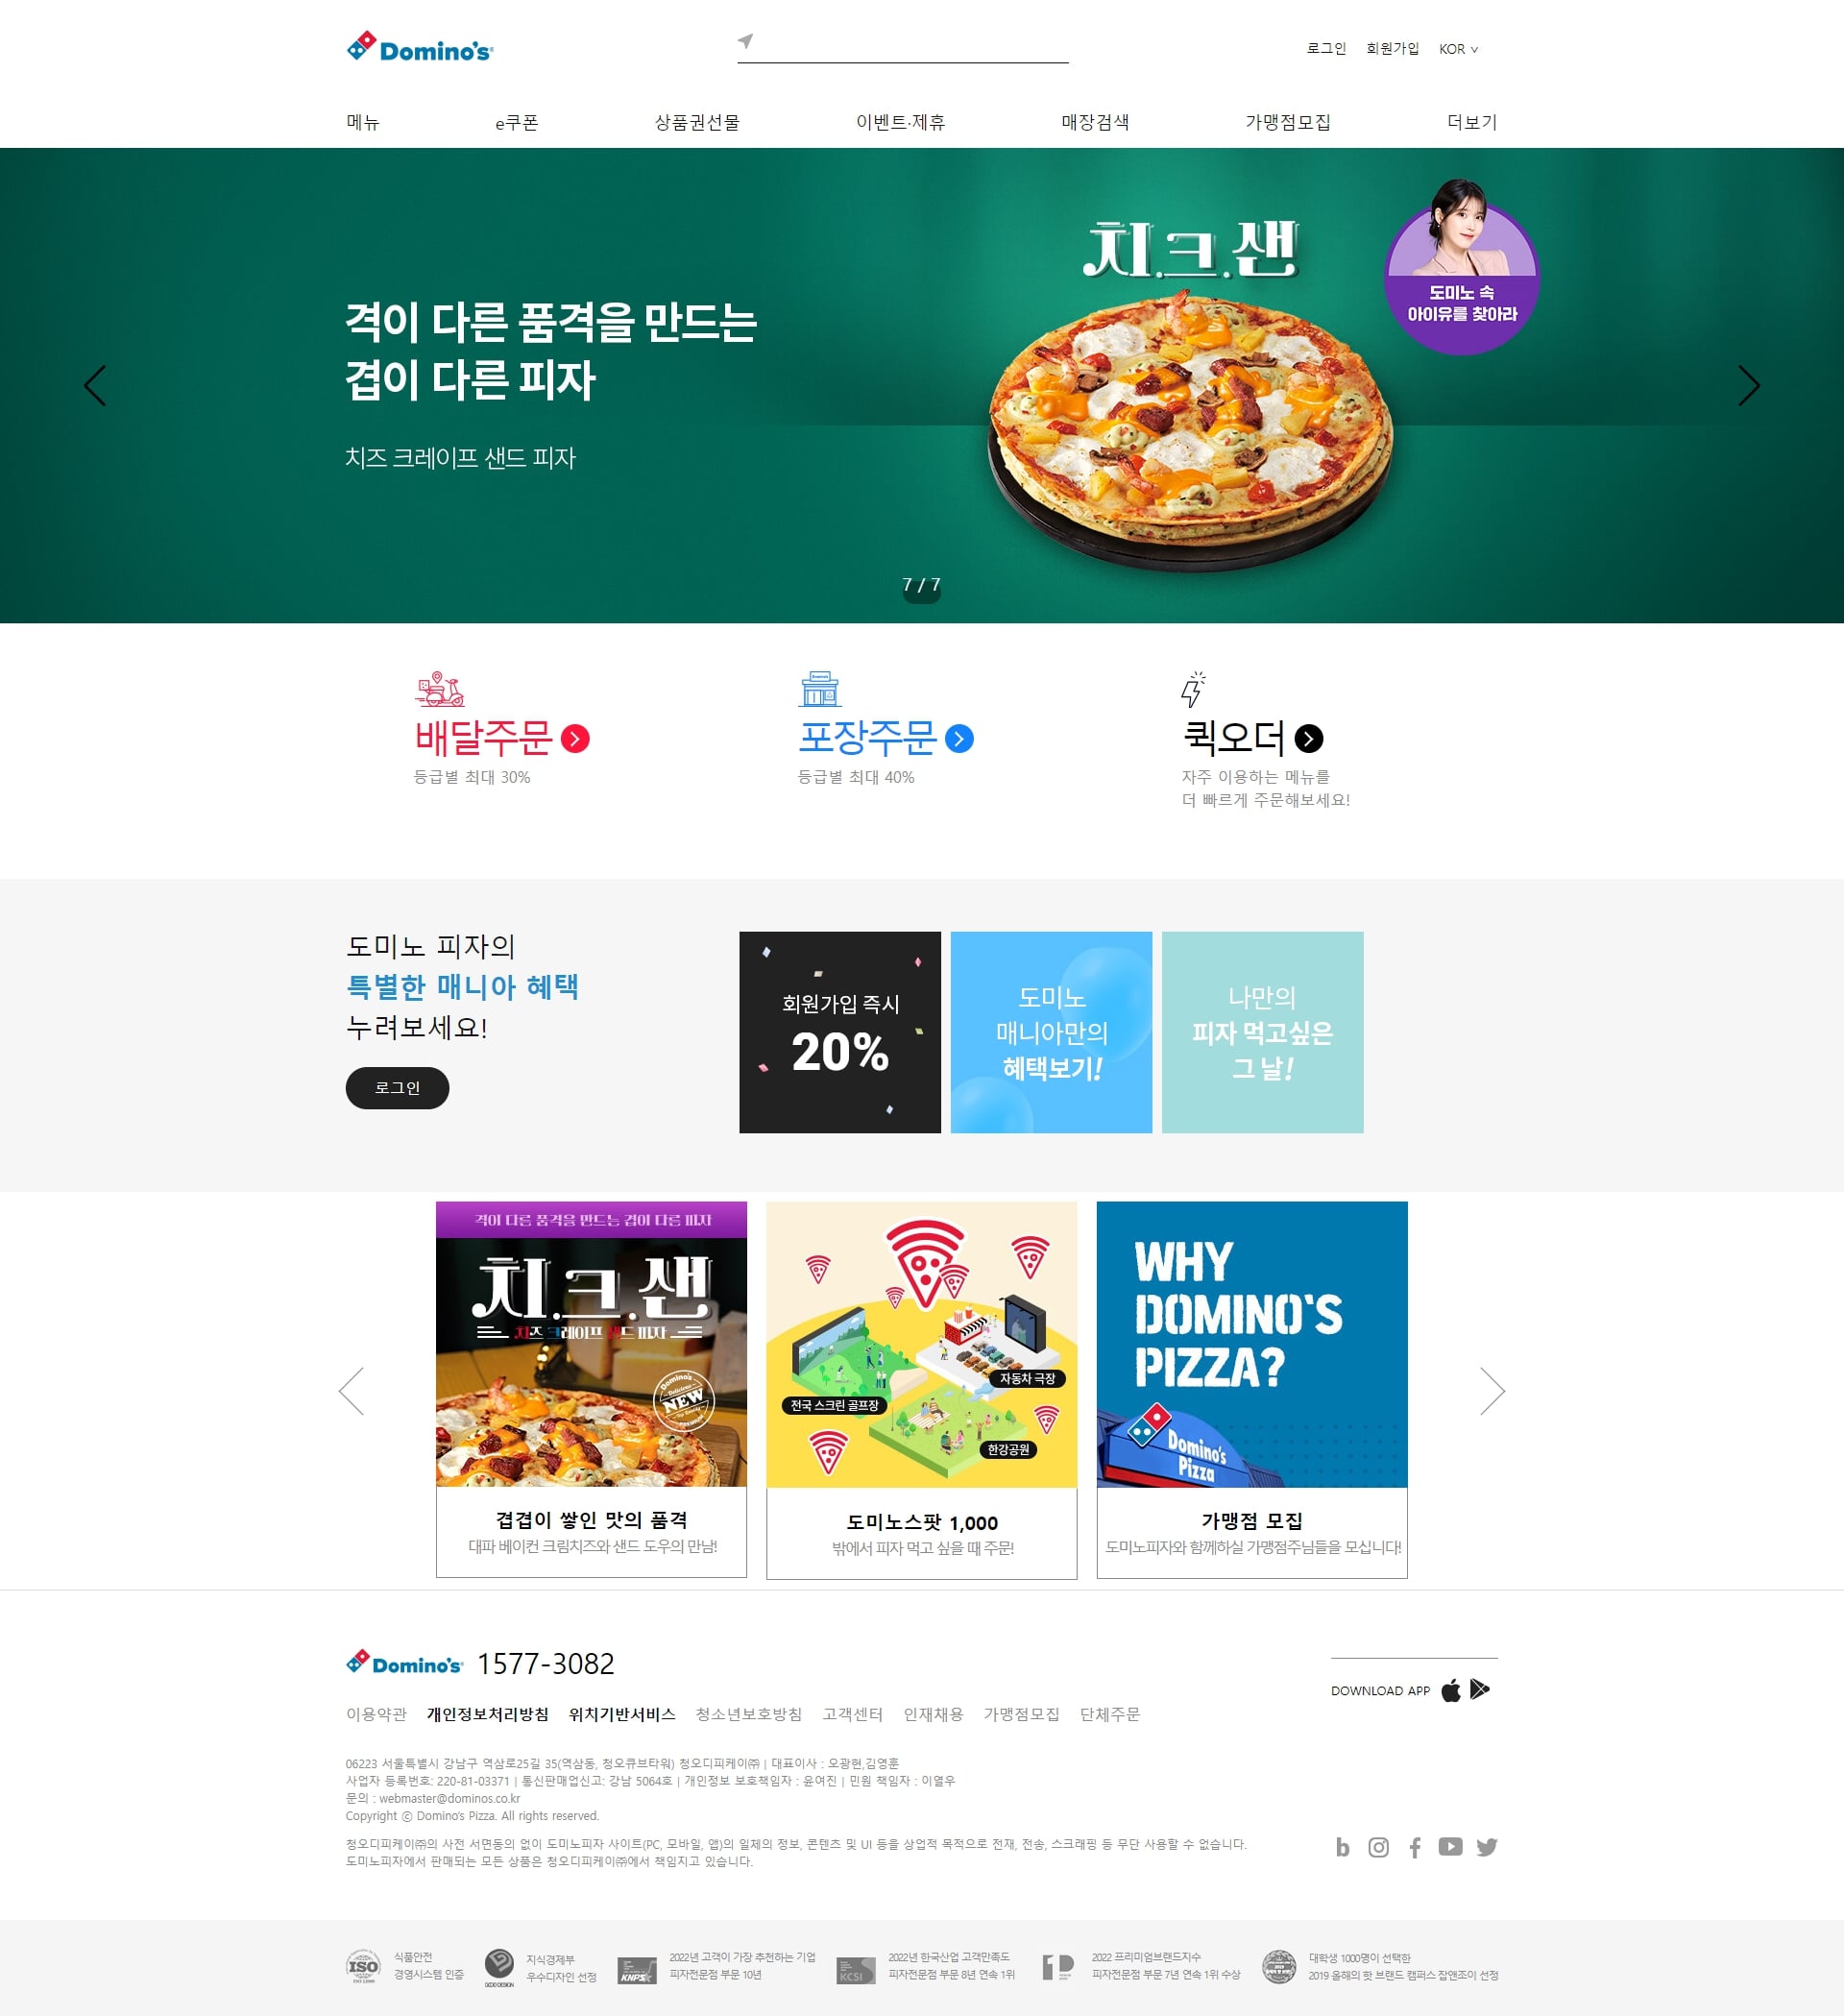 Domino's
로그인 회원가입 KOR
메뉴 e쿠폰 상품권선물 이벤트·제휴 매장검색 가맹점모집 더보기
치.크.샌
도미노 속
아이유를 찾아라
격이 다른 품격을 만드는
겹이 다른 피자
치즈 크레이프 샌드 피자
7 / 7
배달주문
등급별 최대 30%
포장주문
등급별 최대 40%
퀵오더
자주 이용하는 메뉴를
더 빠르게 주문해보세요!
도미노 피자의
특별한 매니아 혜택
누려보세요!
로그인
회원가입 즉시
20%
도미노
매니아만의
혜택보기!
나만의
피자 먹고싶은
그 날!
격이 다른 품격을 만드는 겹이 다른 피자
치.크.샌
치즈 크레이프 샌드 피자
Domino's
NEW
겹겹이 쌓인 맛의 품격
대파 베이컨 크림치즈와 샌드 도우의 만남!
자동차 극장
전국 스크린 골프장
한강공원
도미노스팟 1,000
밖에서 피자 먹고 싶을 때 주문!
WHY
DOMINO'S
PIZZA?
Domino's
Pizza
가맹점 모집
도미노피자와 함께하실 가맹점주님들을 모십니다!
Domino's 1577-3082
DOWNLOAD APP
이용약관 개인정보처리방침 위치기반서비스 청소년보호방침 고객센터 인재채용 가맹점모집 단체주문
06223 서울특별시 강남구 역삼로25길 35(역삼동, 청오큐브타워) 청오디피케이㈜ | 대표이사 : 오광현,김영훈
사업자 등록번호: 220-81-03371 | 통신판매업신고: 강남 5064호 | 개인정보 보호책임자 : 윤여진 | 민원 책임자 : 이열우
문의 : webmaster@dominos.co.kr
Copyright ⓒ Domino's Pizza. All rights reserved.
청오디피케이㈜의 사전 서면동의 없이 도미노피자 사이트(PC, 모바일, 앱)의 일체의 정보, 콘텐츠 및 UI 등을 상업적 목적으로 전재, 전송, 스크래핑 등 무단 사용할 수 없습니다.
도미노피자에서 판매되는 모든 상품은 청오디피케이㈜에서 책임지고 있습니다.
ISO
식품안전
경영시스템 인증
GOOD DESIGN
지식경제부
우수디자인 선정
KNPS
2022년 고객이 가장 추천하는 기업
피자전문점 부문 10년
KCSI
2022년 한국산업 고객만족도
피자전문점 부문 8년 연속 1위
2022 프리미엄브랜드지수
피자전문점 부문 7년 연속 1위 수상
대학생 1000명이 선택한
2019 올해의 핫 브랜드 캠퍼스 잡앤조이 선정